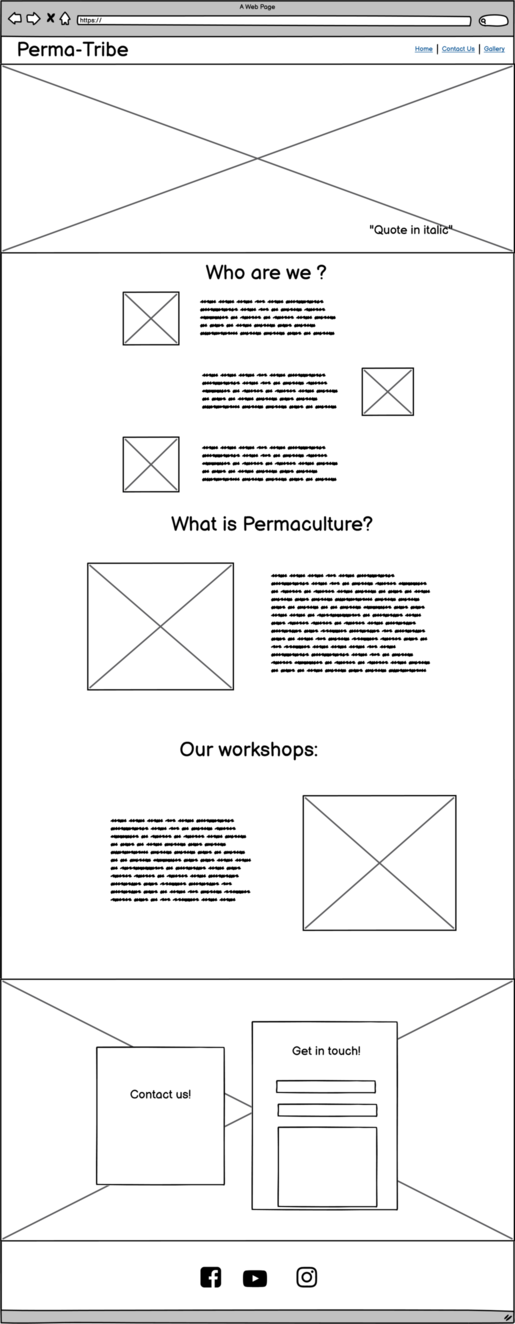 A Web Page
https://
Perma-Tribe
Home | Contact Us | Gallery
"Quote in italic"
Who are we ?
What is Permaculture?
Our workshops:
Contact us!
Get in touch!